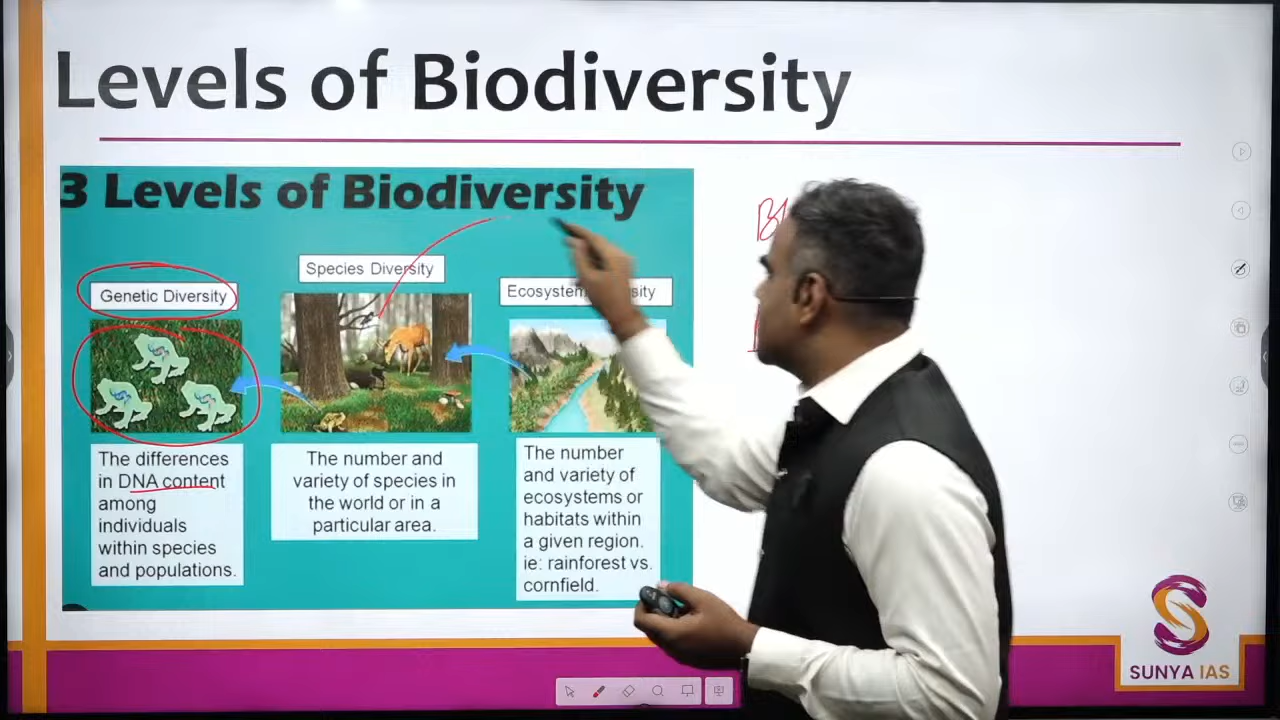 Levels of Biodiversity
3 Levels of Biodiversity
Species Diversity
Genetic Diversity
The differences
in DNA content
among
individuals
within species
and populations.
The number and
variety of species in
the world or in a
particular area.
The number
and variety of
ecosystems or
habitats within
a given region.
ie: rainforest vs.
cornfield.
SUNYA IAS